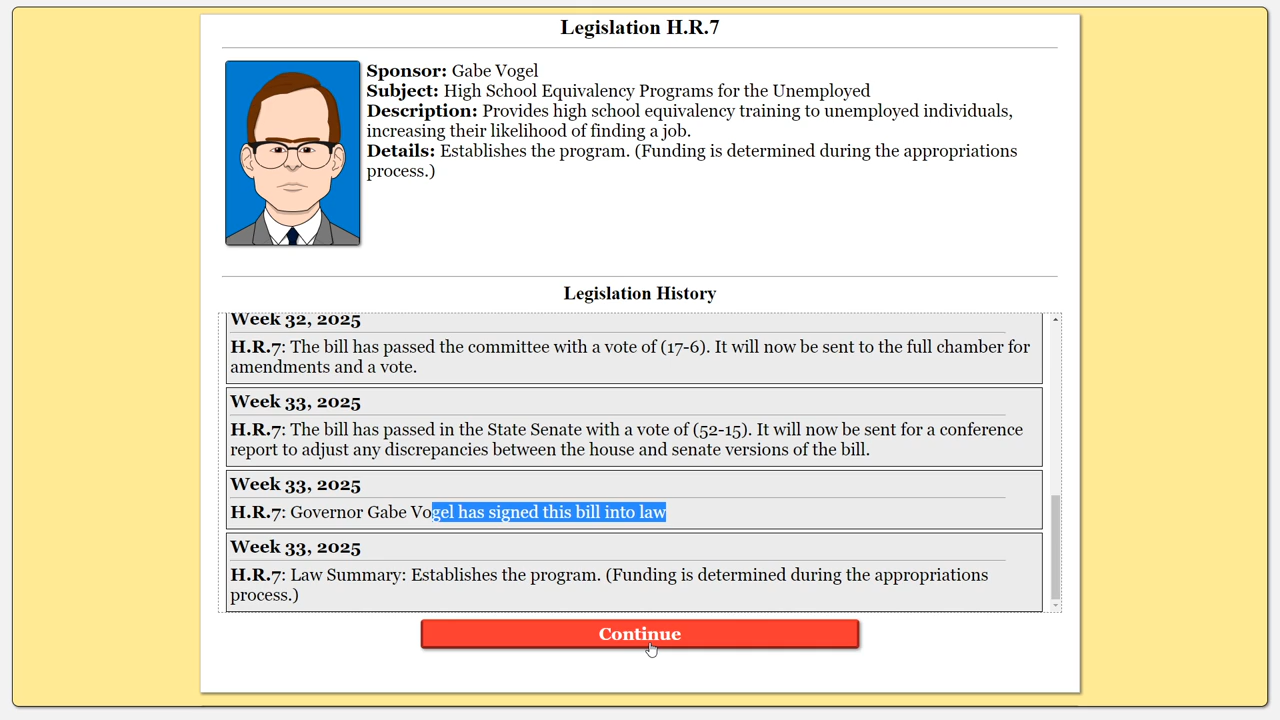 Legislation H.R.7
Sponsor: Gabe Vogel
Subject: High School Equivalency Programs for the Unemployed
Description: Provides high school equivalency training to unemployed individuals,
increasing their likelihood of finding a job.
Details: Establishes the program. (Funding is determined during the appropriations
process.)
Legislation History
Week 32, 2025
H.R.7: The bill has passed the committee with a vote of (17-6). It will now be sent to the full chamber for
amendments and a vote.
Week 33, 2025
H.R.7: The bill has passed in the State Senate with a vote of (52-15). It will now be sent for a conference
report to adjust any discrepancies between the house and senate versions of the bill.
Week 33, 2025
H.R.7: Governor Gabe Vogel has signed this bill into law
Week 33, 2025
H.R.7: Law Summary: Establishes the program. (Funding is determined during the appropriations
process.)
Continue